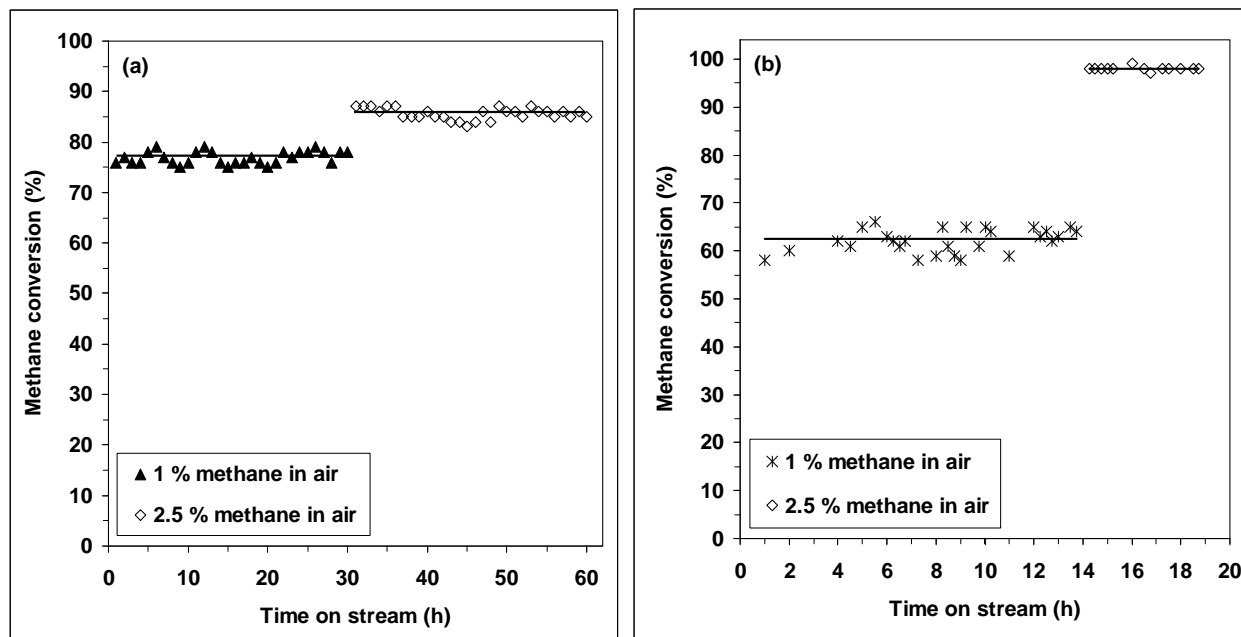 (a)
Methane conversion (%)
100
90
80
70
60
50
40
30
20
10
0
▲ 1 % methane in air
◇ 2.5 % methane in air
0 10 20 30 40 50 60
Time on stream (h)
(b)
Methane conversion (%)
100
90
80
70
60
50
40
30
20
10
0
1 % methane in air
◇ 2.5 % methane in air
0 2 4 6 8 10 12 14 16 18 20
Time on stream (h)